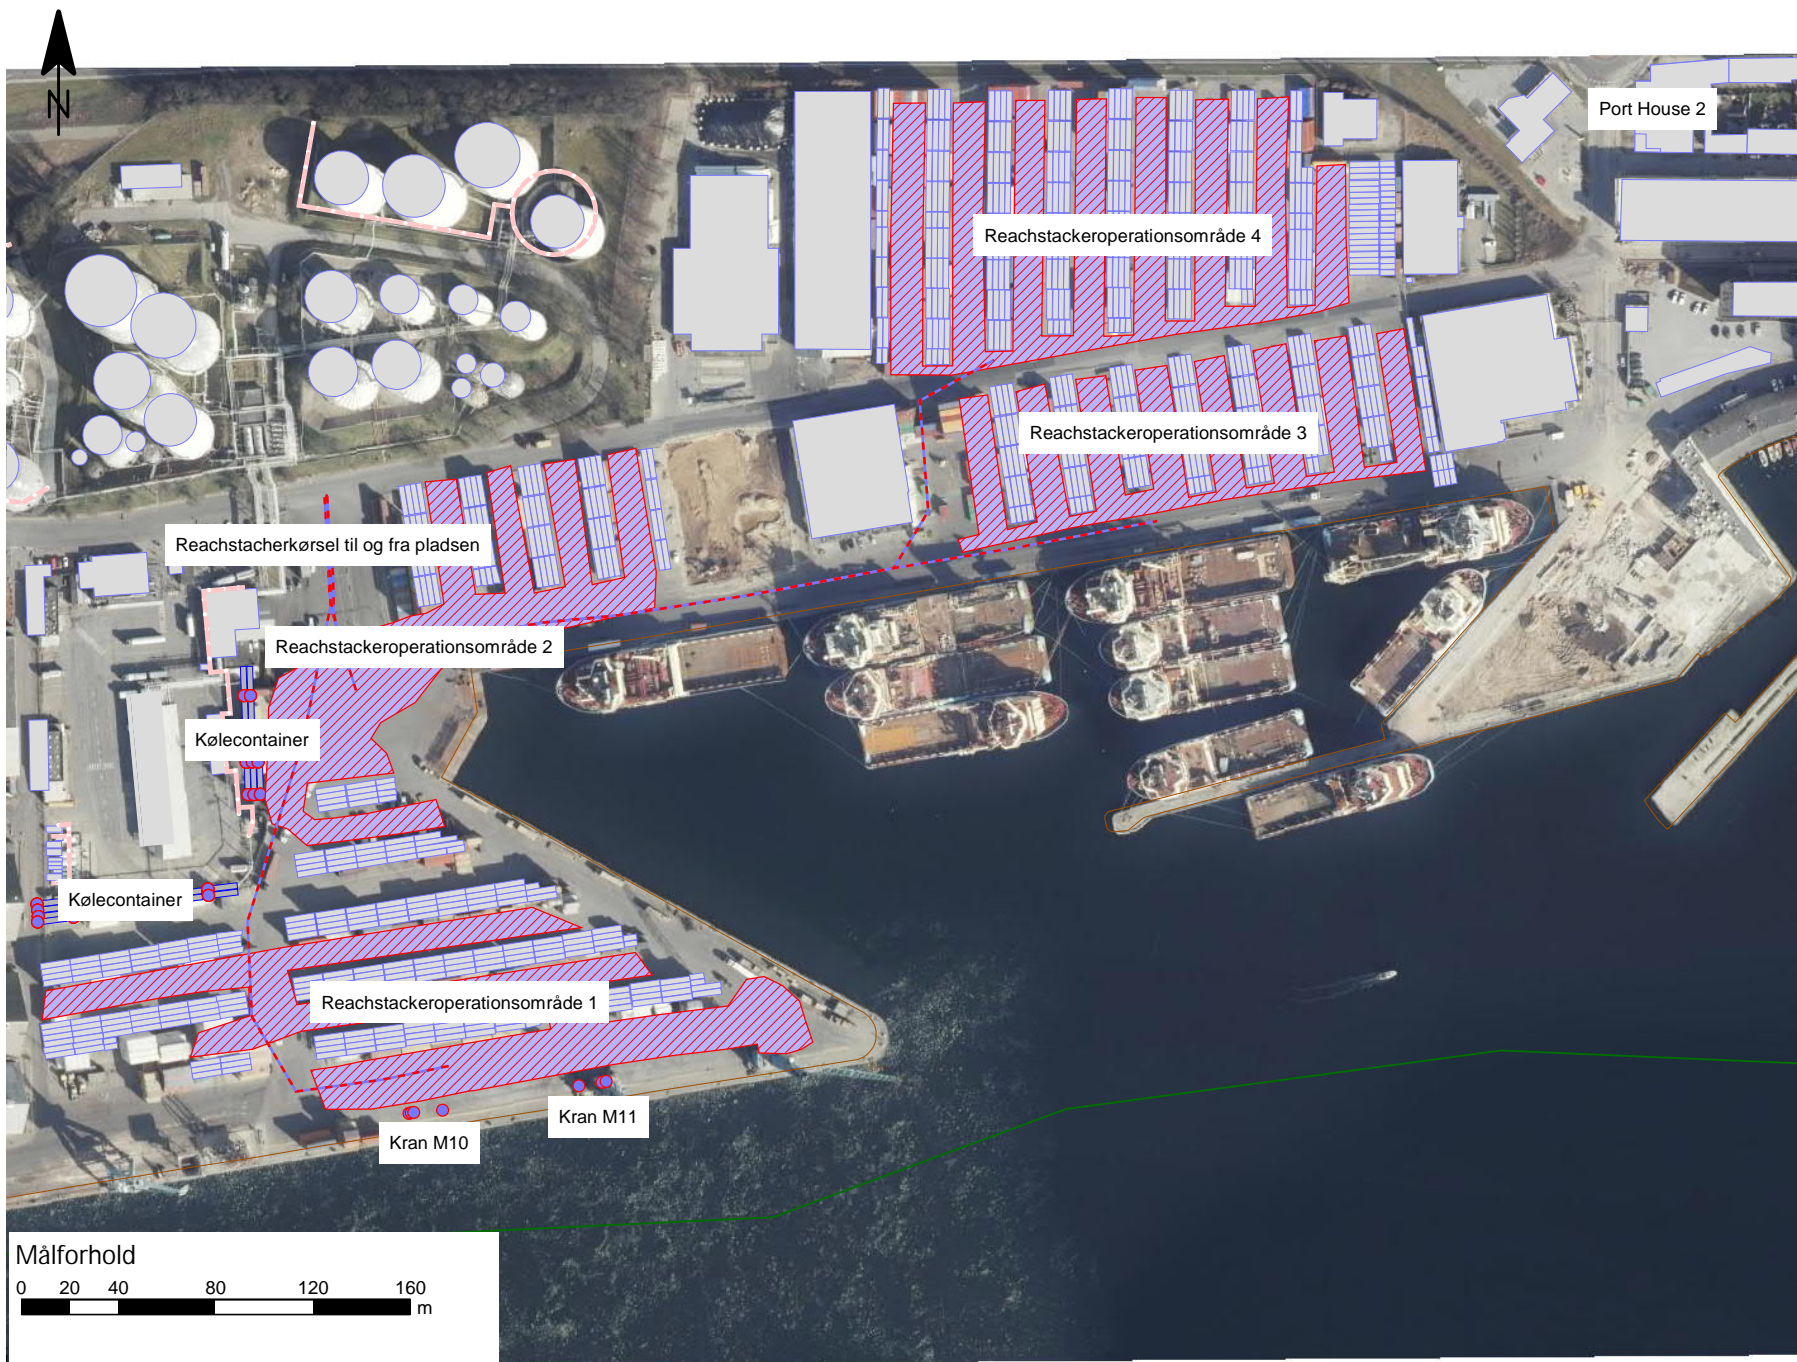 N
Port House 2
Reachstackeroperationsområde 4
Reachstackeroperationsområde 3
Reachstacherkørsel til og fra pladsen
Reachstackeroperationsområde 2
Kølecontainer
Kølecontainer
Reachstackeroperationsområde 1
Kran M11
Kran M10
Målforhold
0 20 40 80 120 160
m